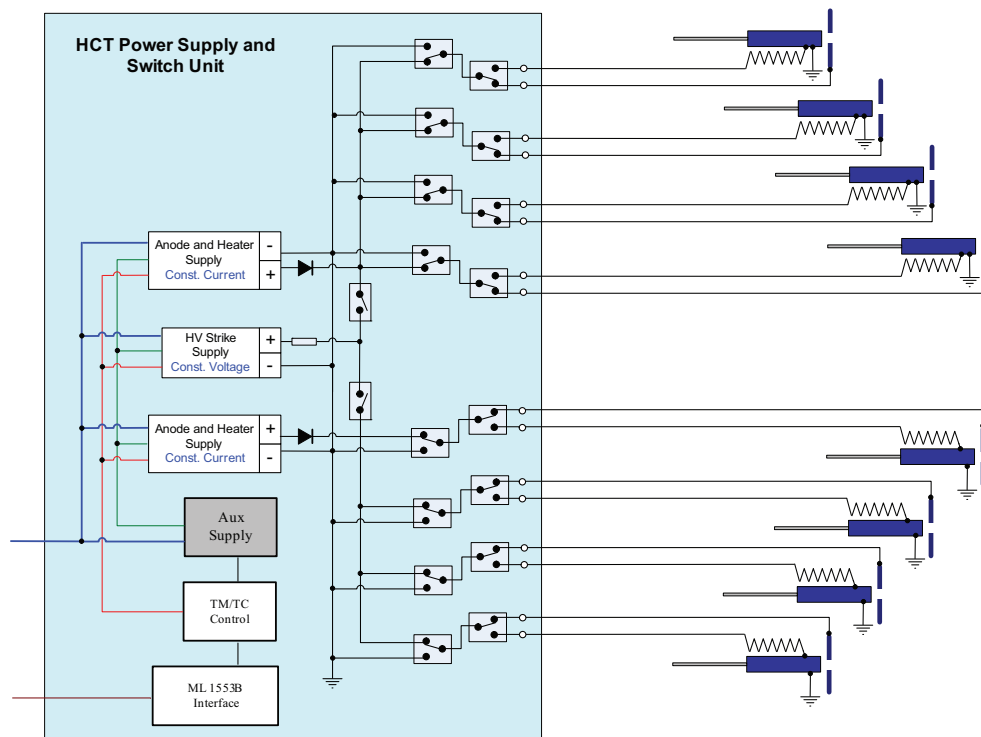 HCT Power Supply and
Switch Unit
Anode and Heater
Supply
Const. Current
-
+
HV Strike
Supply
Const. Voltage
+
-
Anode and Heater
Supply
Const. Current
+
-
Aux
Supply
TM/TC
Control
ML 1553B
Interface